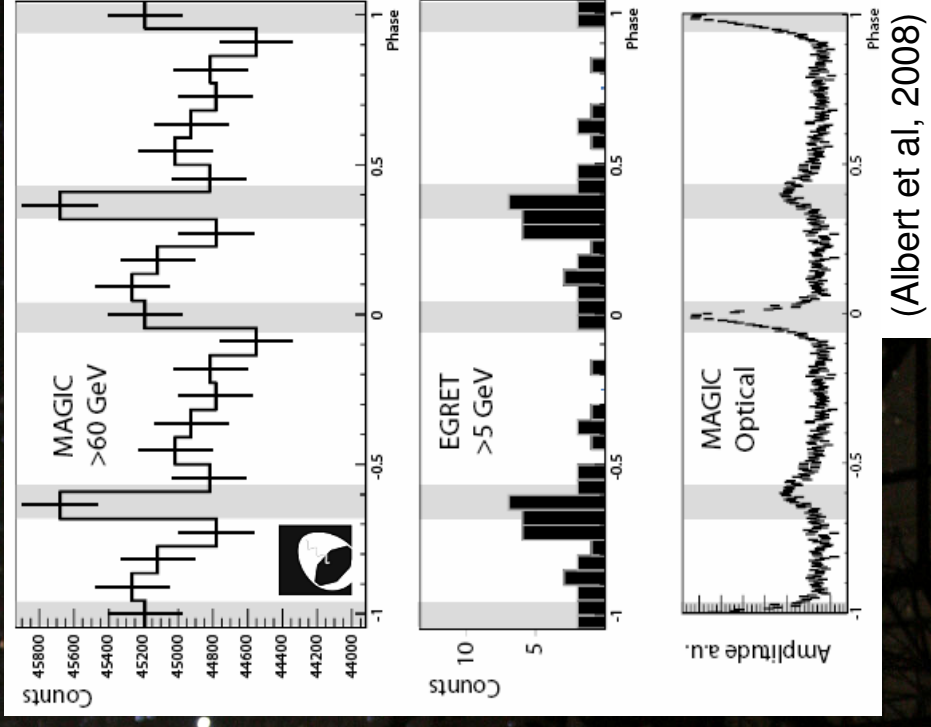 Counts
45800
45600
45400
45200
45000
44800
44600
44400
44200
44000
MAGIC
>60 GeV
-1
-0.5
0
0.5
1
Phase
Counts
10
5
EGRET
>5 GeV
-1
-0.5
0
0.5
1
Phase
Amplitude a.u.
MAGIC
Optical
-1
-0.5
0
0.5
1
Phase
(Albert et al, 2008)